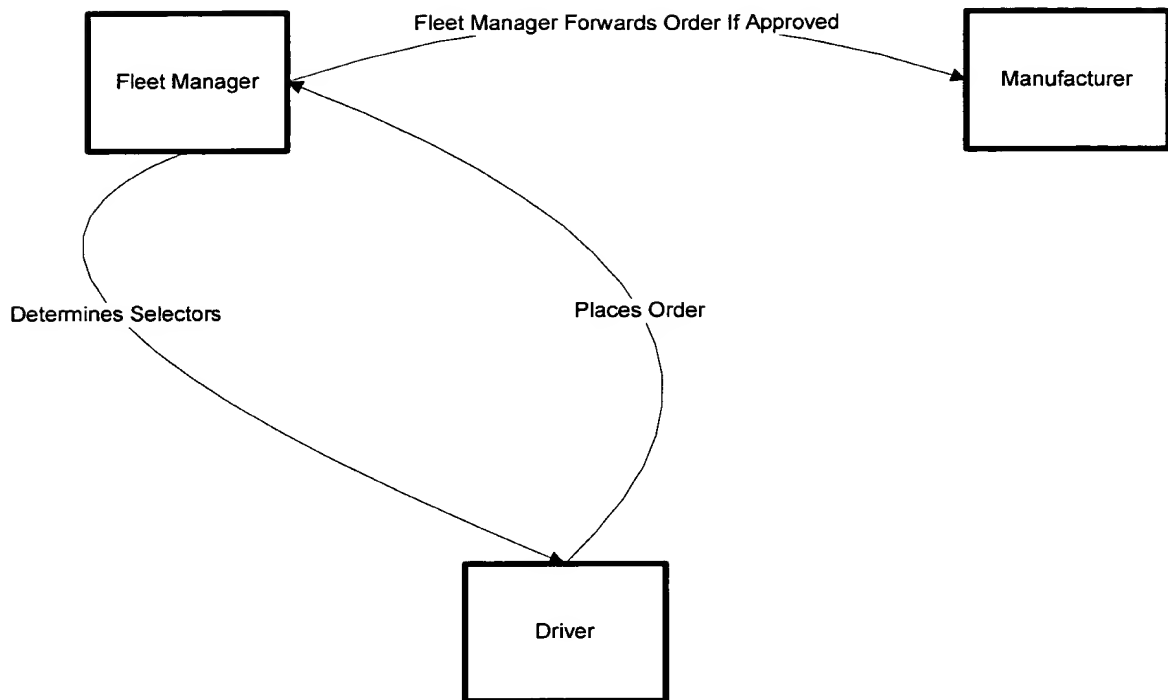 Fleet Manager Forwards Order If Approved
Fleet Manager
Manufacturer
Determines Selectors
Places Order
Driver